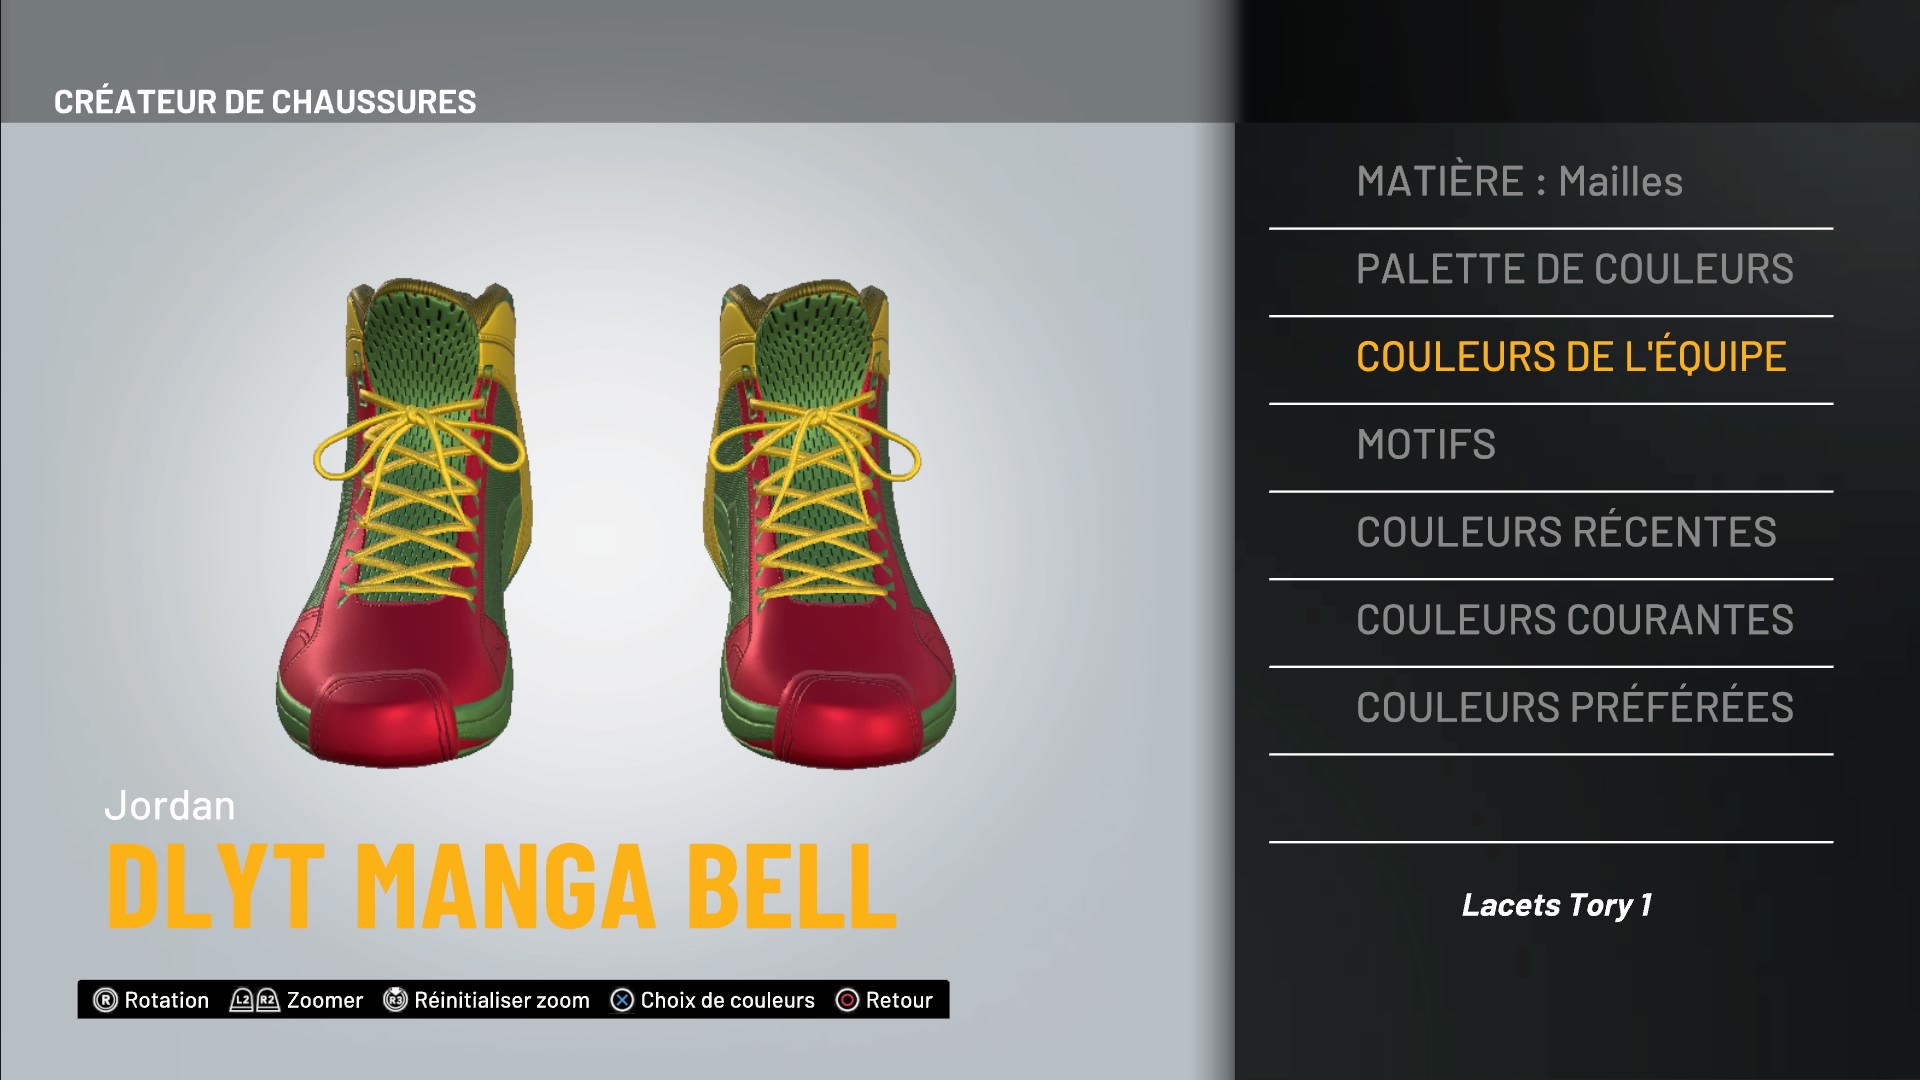 CRÉATEUR DE CHAUSSURES
MATIÈRE : Mailles
PALETTE DE COULEURS
COULEURS DE L'ÉQUIPE
MOTIFS
COULEURS RÉCENTES
COULEURS COURANTES
COULEURS PRÉFÉRÉES
Lacets Tory 1
Jordan
DLYT MANGA BELL
R Rotation L2 R2 Zoomer R3 Réinitialiser zoom Choix de couleurs Retour